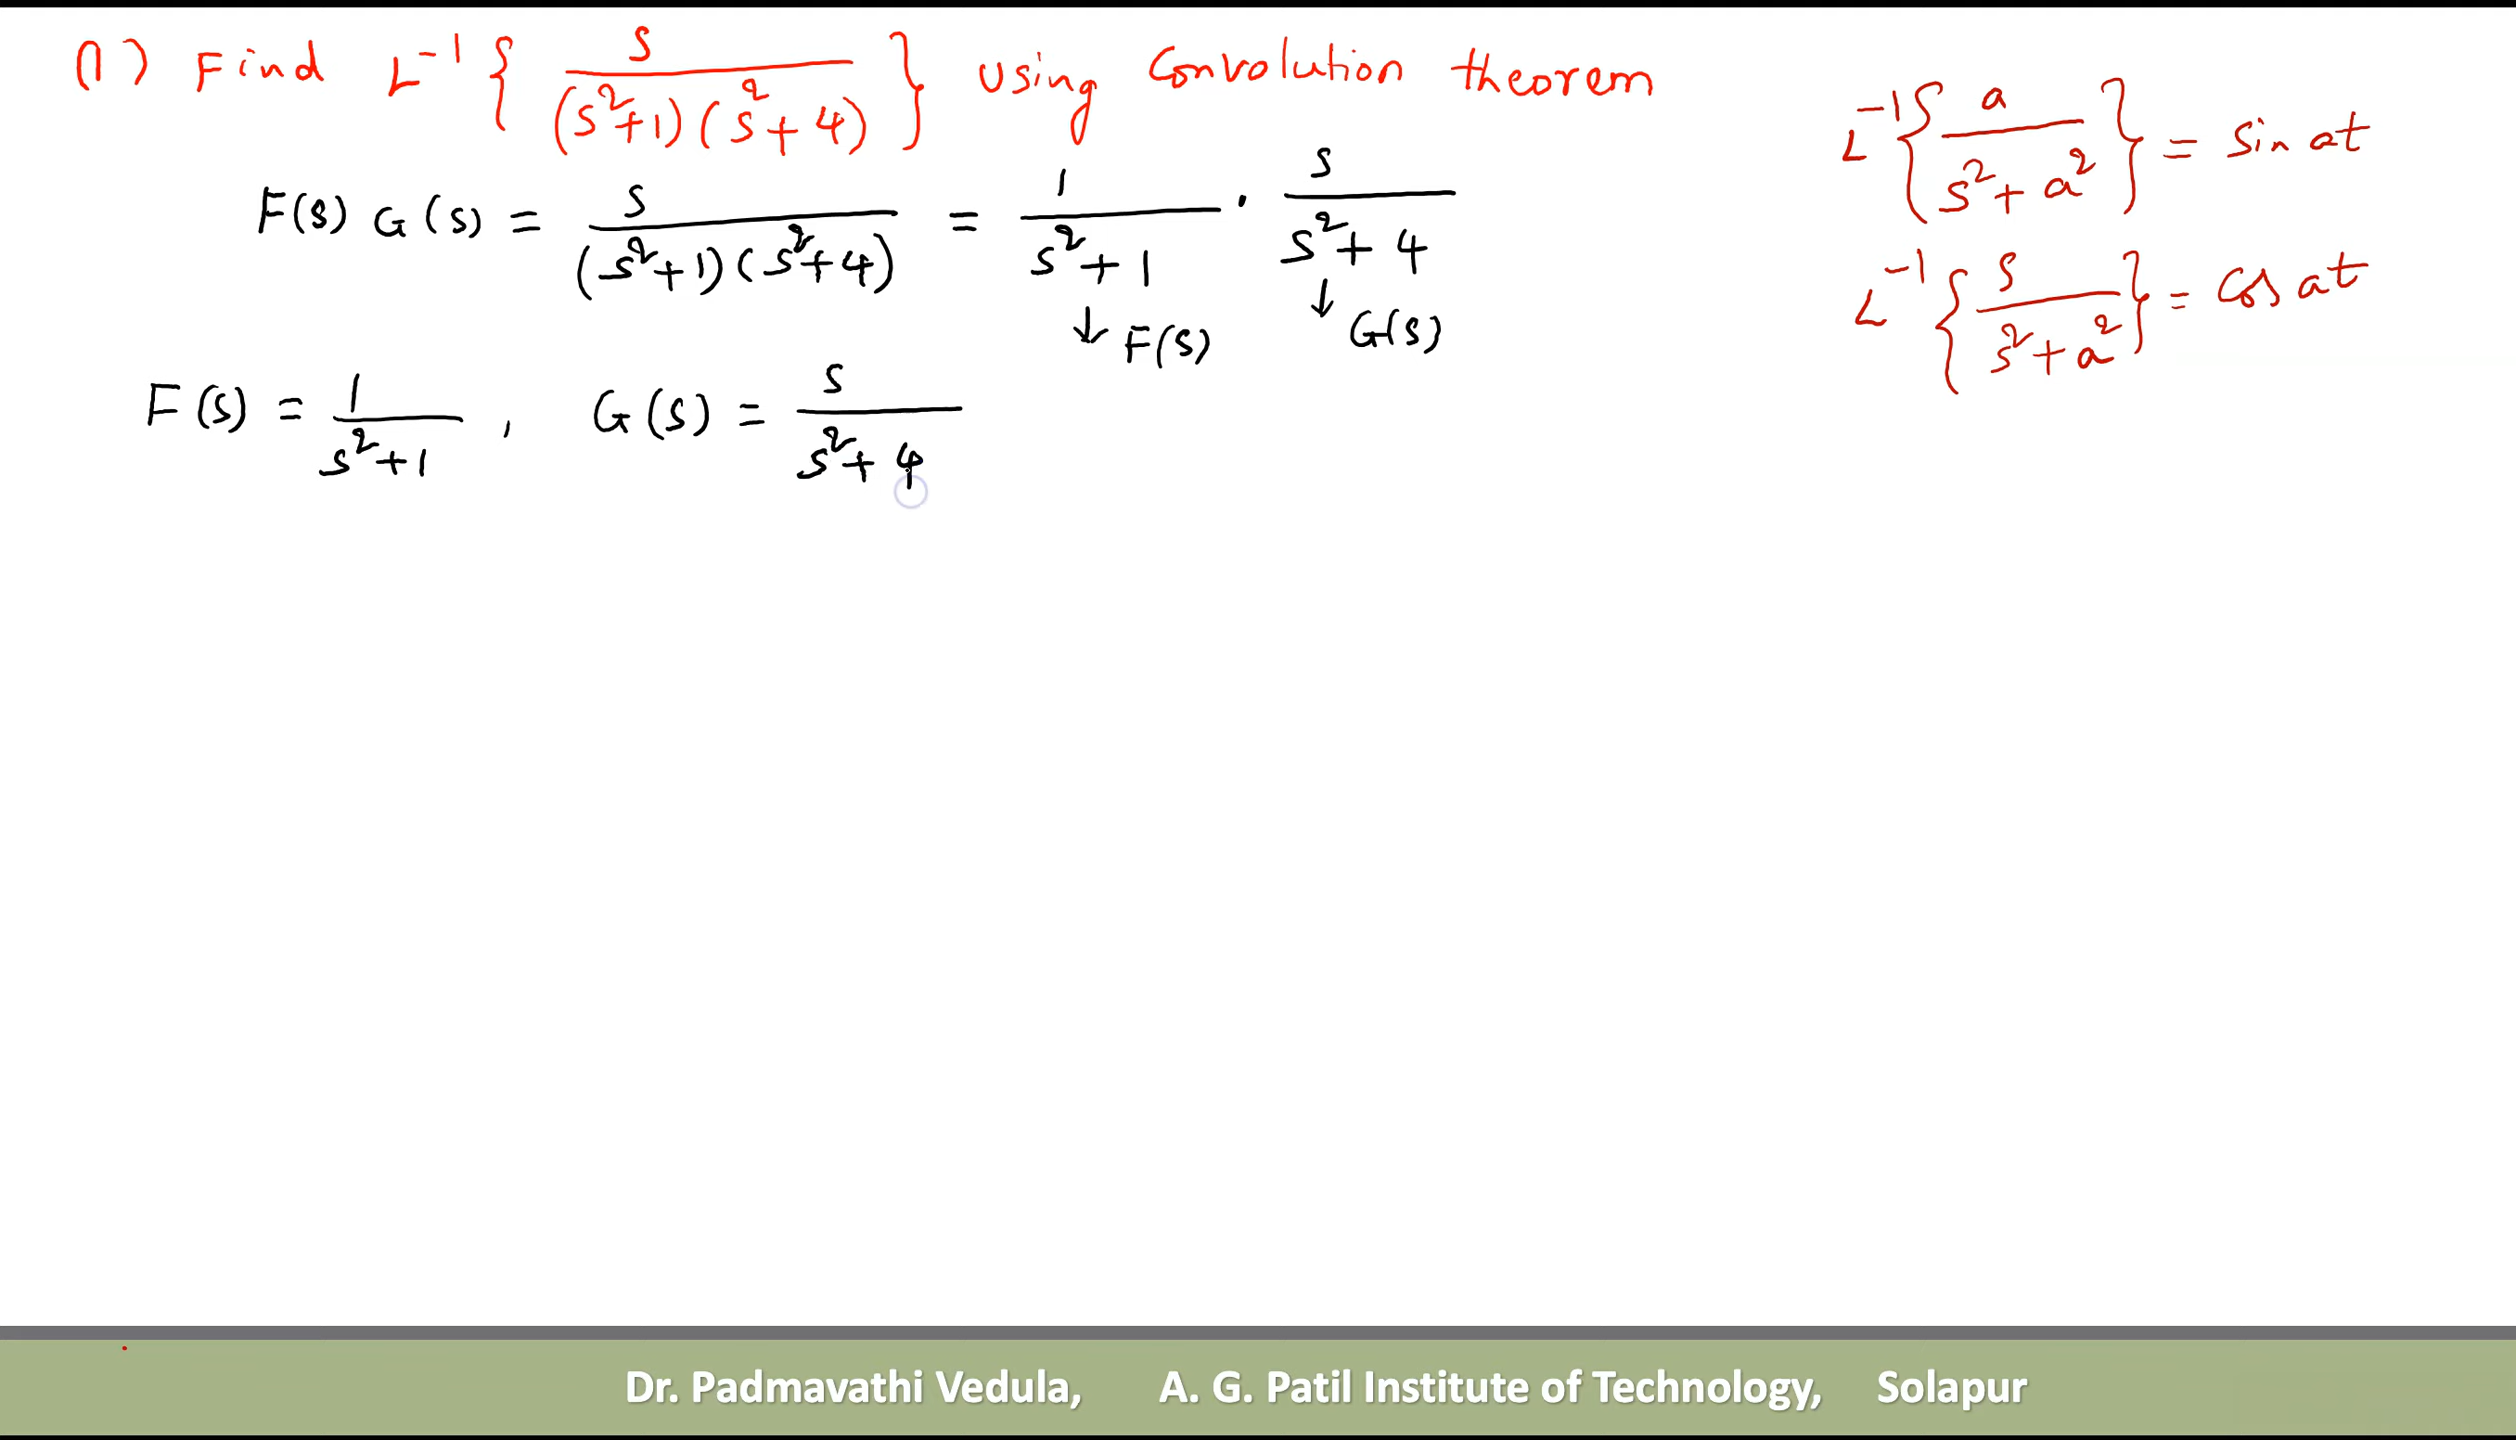 (1) Find L⁻¹ { s / (s²+1)(s²+4) } using Convolution theorem
L⁻¹ { a / s²+a² } = sin at
F(s) G(s) = s / (s²+1)(s²+4) = 1 / s²+1 · s / s²+4
↓ F(s) ↓ G(s)
L⁻¹ { s / s²+a² } = cos at
F(s) = 1 / s²+1 , G(s) = s / s²+4
Dr. Padmavathi Vedula, A. G. Patil Institute of Technology, Solapur